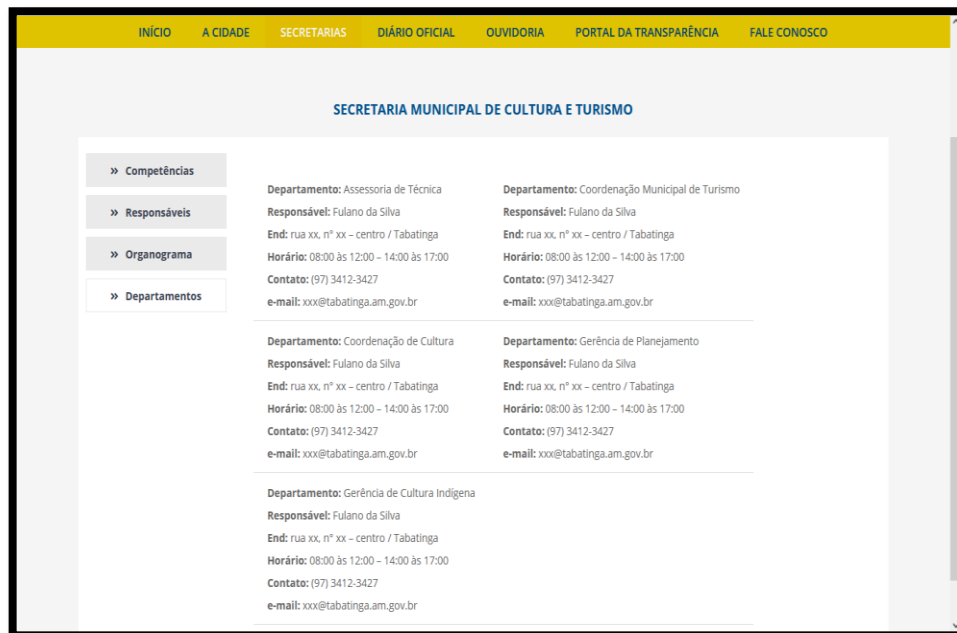 INÍCIO A CIDADE SECRETARIAS DIÁRIO OFICIAL OUVIDORIA PORTAL DA TRANSPARÊNCIA FALE CONOSCO
SECRETARIA MUNICIPAL DE CULTURA E TURISMO
» Competências
» Responsáveis
» Organograma
» Departamentos
Departamento: Assessoria de Técnica
Responsável: Fulano da Silva
End: rua xx, n° xx – centro / Tabatinga
Horário: 08:00 às 12:00 – 14:00 às 17:00
Contato: (97) 3412-3427
e-mail: xxx@tabatinga.am.gov.br
Departamento: Coordenação Municipal de Turismo
Responsável: Fulano da Silva
End: rua xx, n° xx – centro / Tabatinga
Horário: 08:00 às 12:00 – 14:00 às 17:00
Contato: (97) 3412-3427
e-mail: xxx@tabatinga.am.gov.br
Departamento: Coordenação de Cultura
Responsável: Fulano da Silva
End: rua xx, n° xx – centro / Tabatinga
Horário: 08:00 às 12:00 – 14:00 às 17:00
Contato: (97) 3412-3427
e-mail: xxx@tabatinga.am.gov.br
Departamento: Gerência de Planejamento
Responsável: Fulano da Silva
End: rua xx, n° xx – centro / Tabatinga
Horário: 08:00 às 12:00 – 14:00 às 17:00
Contato: (97) 3412-3427
e-mail: xxx@tabatinga.am.gov.br
Departamento: Gerência de Cultura Indígena
Responsável: Fulano da Silva
End: rua xx, n° xx – centro / Tabatinga
Horário: 08:00 às 12:00 – 14:00 às 17:00
Contato: (97) 3412-3427
e-mail: xxx@tabatinga.am.gov.br